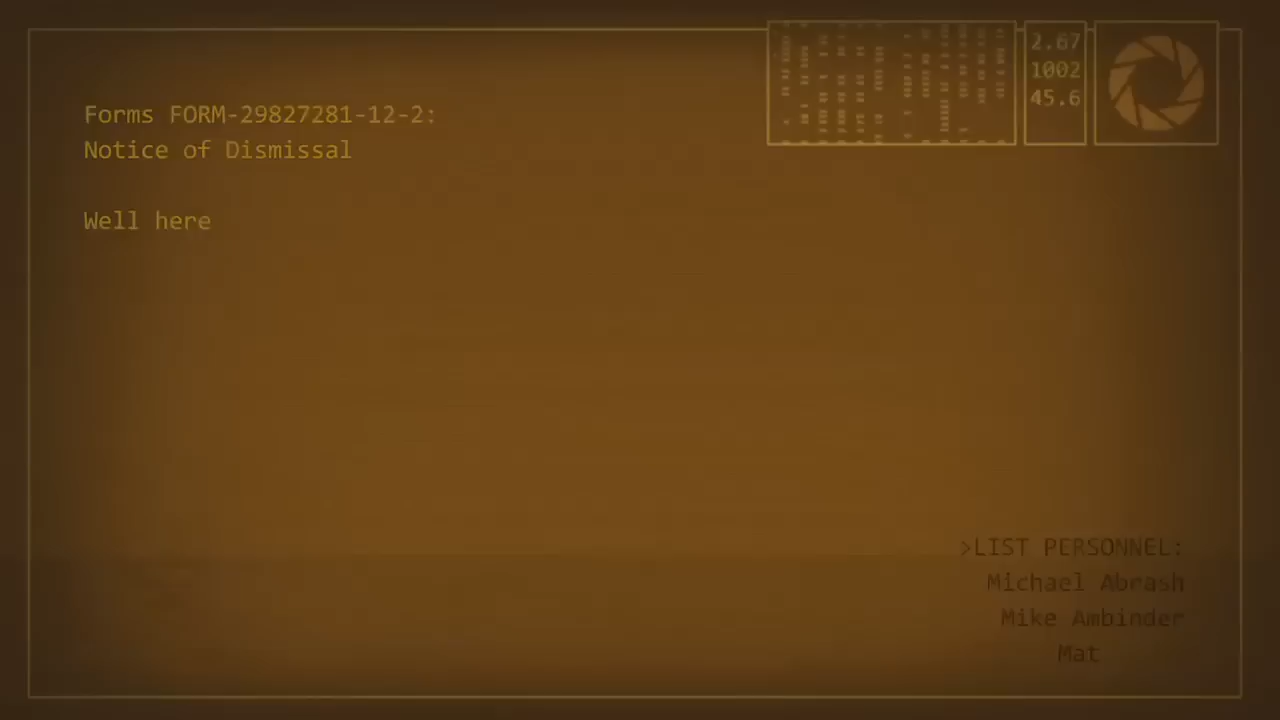 Forms FORM-29827281-12-2:
Notice of Dismissal
Well here
2.67
1002
45.6
>LIST PERSONNEL:
Michael Abrash
Mike Ambinder
Mat